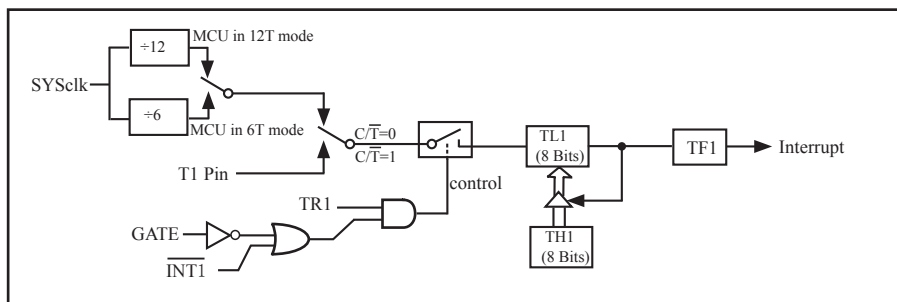 MCU in 12T mode
÷12
SYSclk
÷6
MCU in 6T mode
C/T̅=0
C/T̅=1
T1 Pin
control
TL1
(8 Bits)
TF1
Interrupt
TR1
GATE
I̅N̅T̅1̅
TH1
(8 Bits)